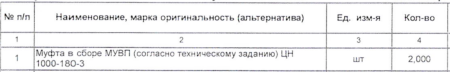 № п/п Наименование, марка оригинальность (альтернатива) Ед. изм-я Кол-во
1 2 3 4
1 Муфта в сборе МУВП (согласно техническому заданию) ЦН шт 2,000
1000-180-3